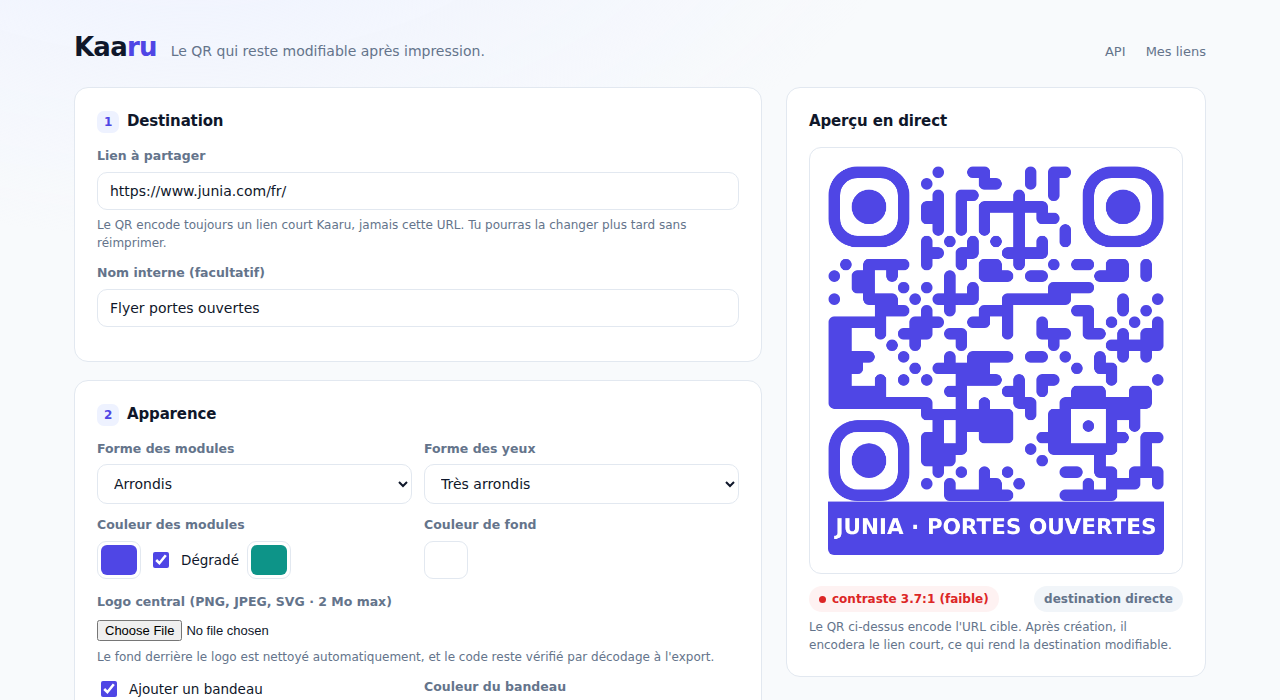 Kaaru
Le QR qui reste modifiable après impression.
API
Mes liens
1
Destination
Lien à partager
https://www.junia.com/fr/
Le QR encode toujours un lien court Kaaru, jamais cette URL. Tu pourras la changer plus tard sans
réimprimer.
Nom interne (facultatif)
Flyer portes ouvertes
2
Apparence
Forme des modules
Forme des yeux
Arrondis
Très arrondis
Couleur des modules
Couleur de fond
Dégradé
Logo central (PNG, JPEG, SVG · 2 Mo max)
Choose File No file chosen
Le fond derrière le logo est nettoyé automatiquement, et le code reste vérifié par décodage à l'export.
Ajouter un bandeau
Couleur du bandeau
Aperçu en direct
JUNIA · PORTES OUVERTES
contraste 3.7:1 (faible)
destination directe
Le QR ci-dessus encode l'URL cible. Après création, il
encodera le lien court, ce qui rend la destination modifiable.